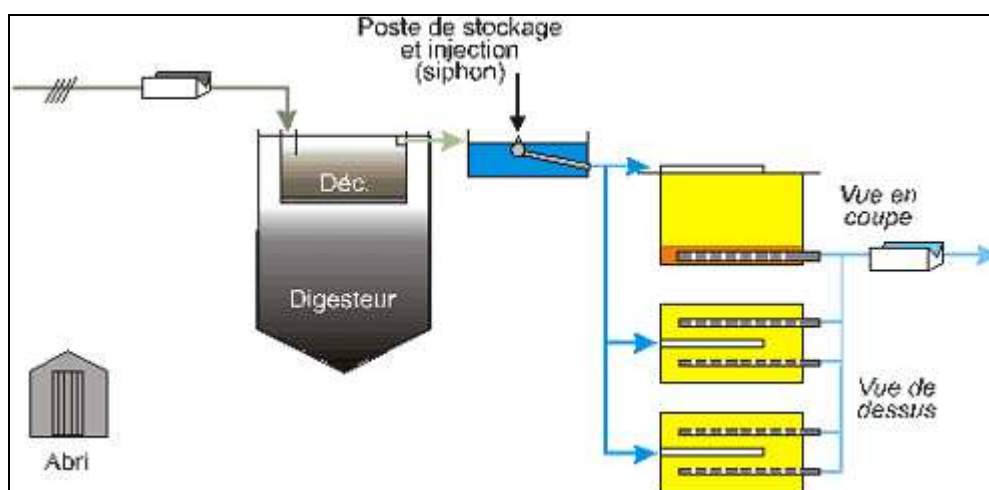 Poste de stockage
et injection
(siphon)
Déc.
Digesteur
Vue en
coupe
Vue de
dessus
Abri